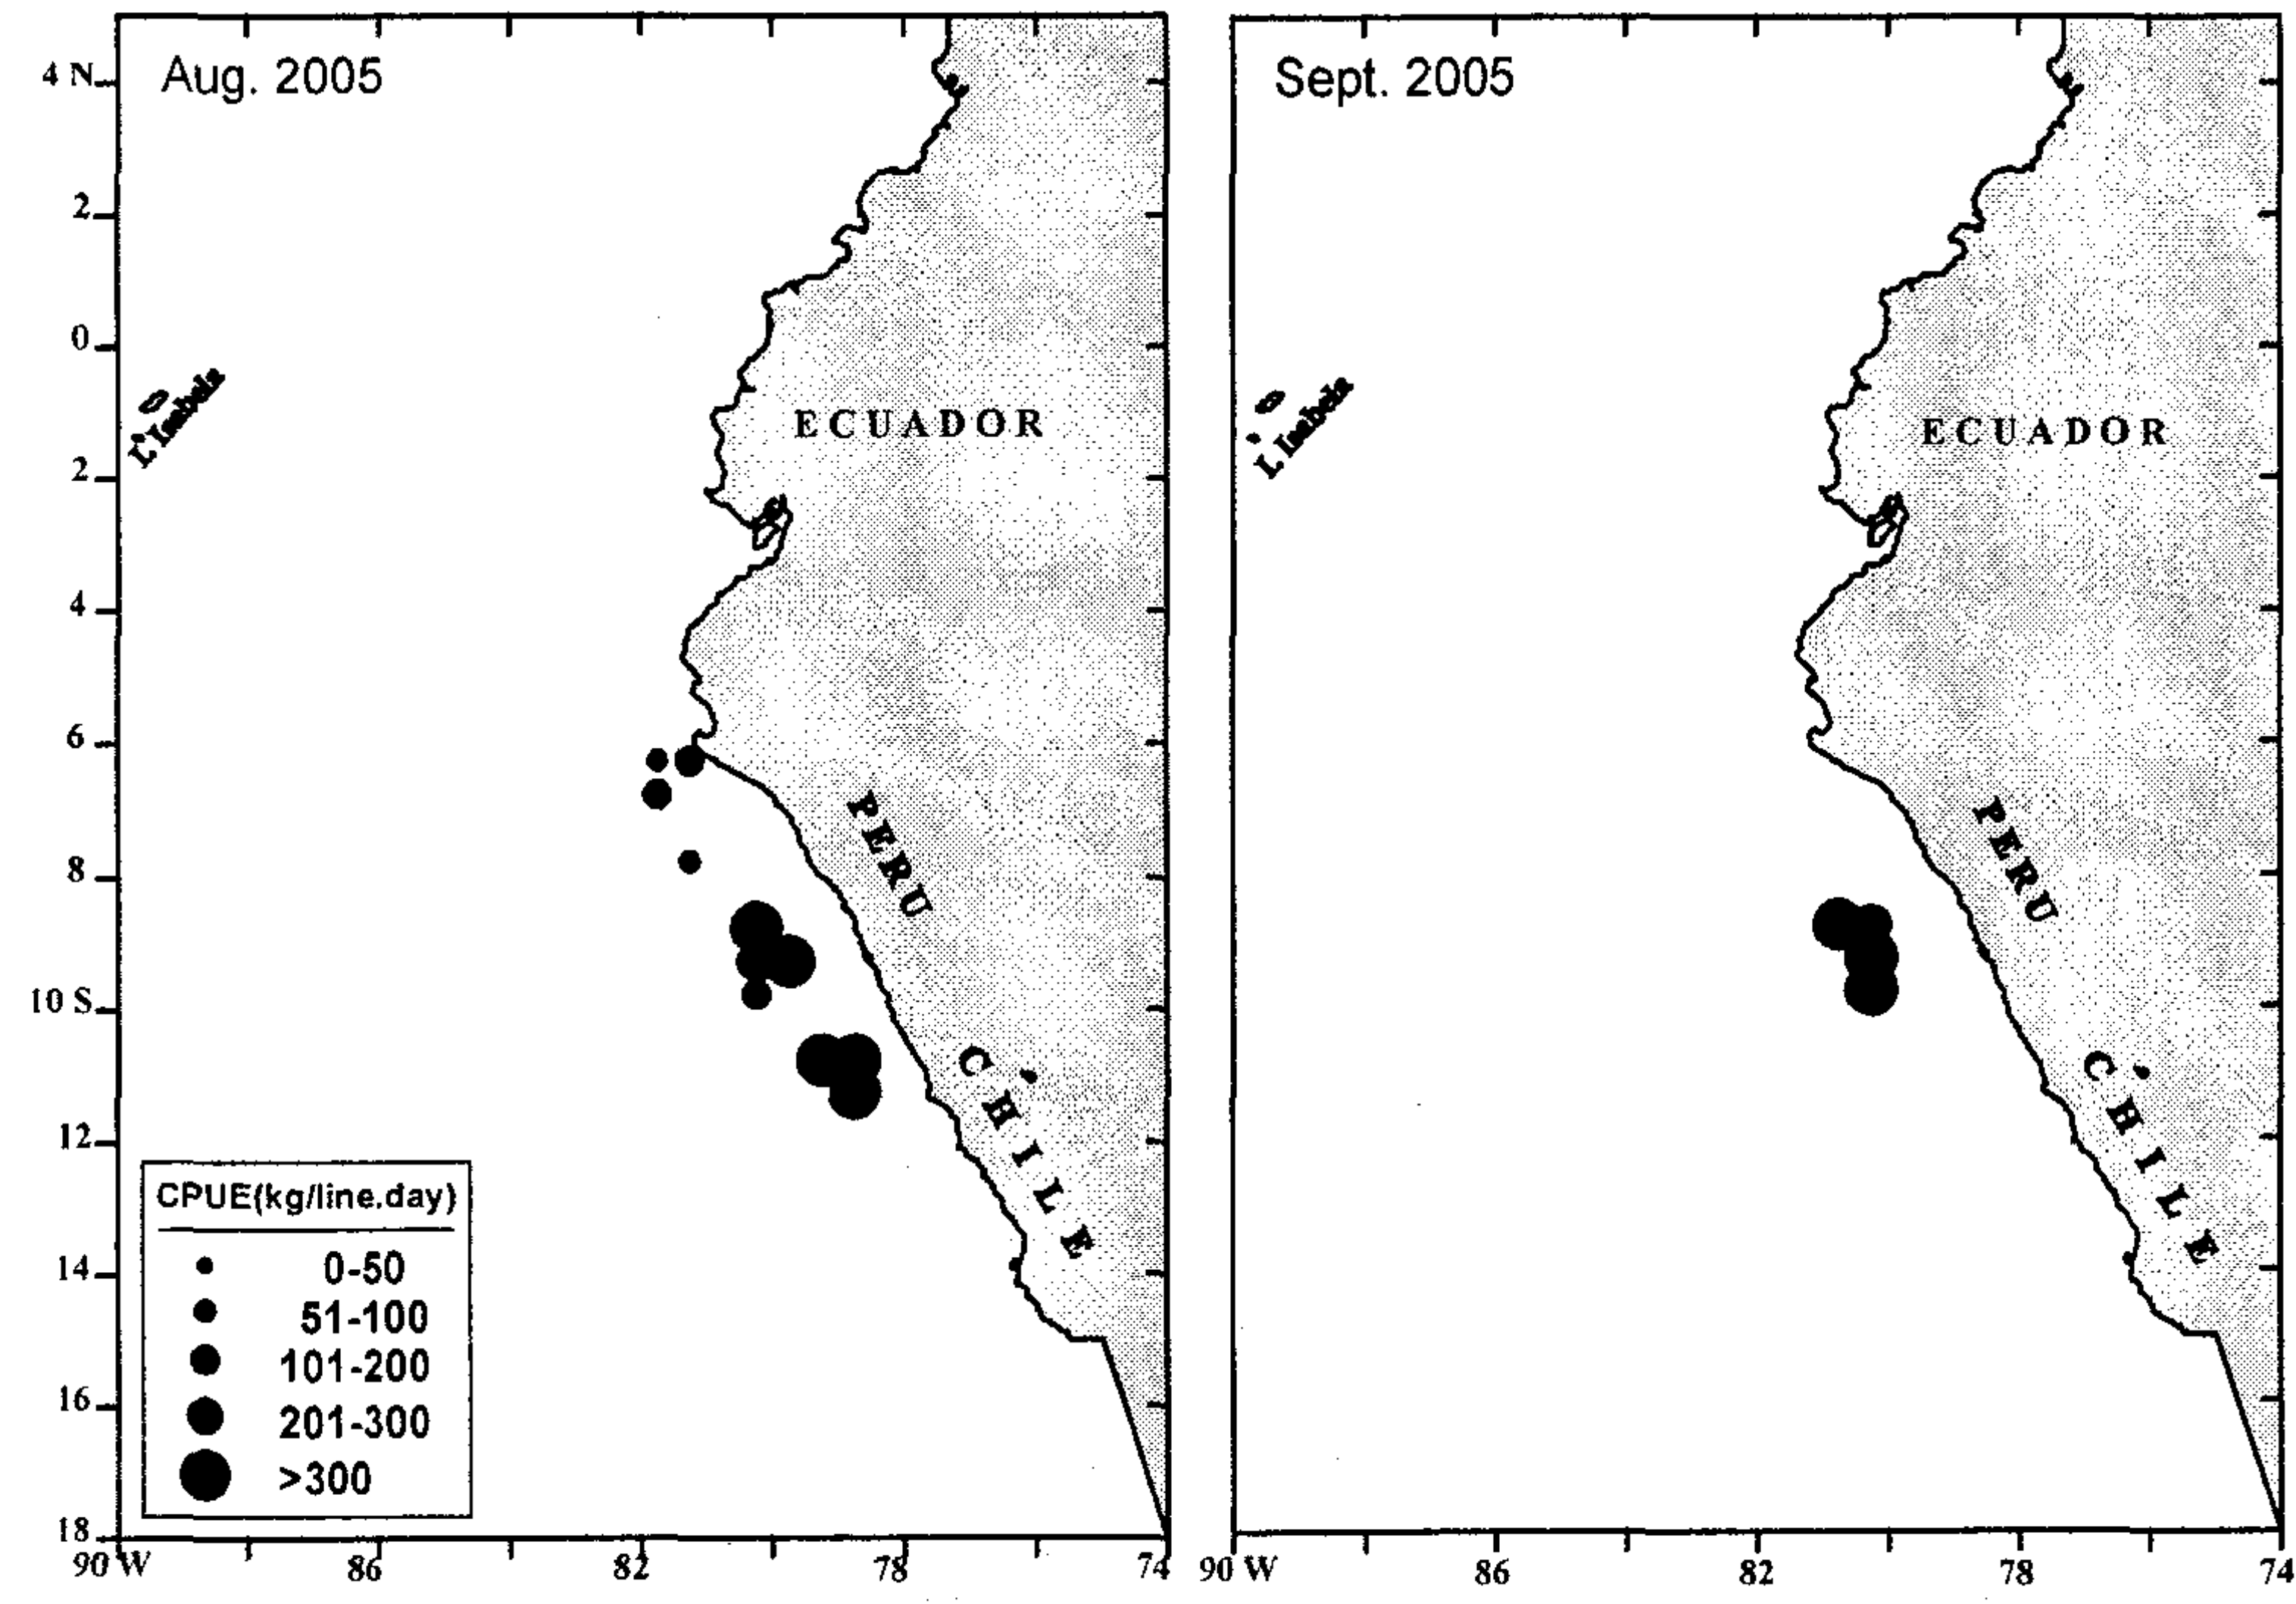 Aug. 2005
4 N
2
0
2
4
6
8
10 S
12
14
16
18
90 W
86
82
78
74
L' Isabela
ECUADOR
PERU
CHILE
CPUE(kg/line.day)
0-50
51-100
101-200
201-300
>300
Sept. 2005
L' Isabela
ECUADOR
PERU
CHILE
90 W
86
82
78
74